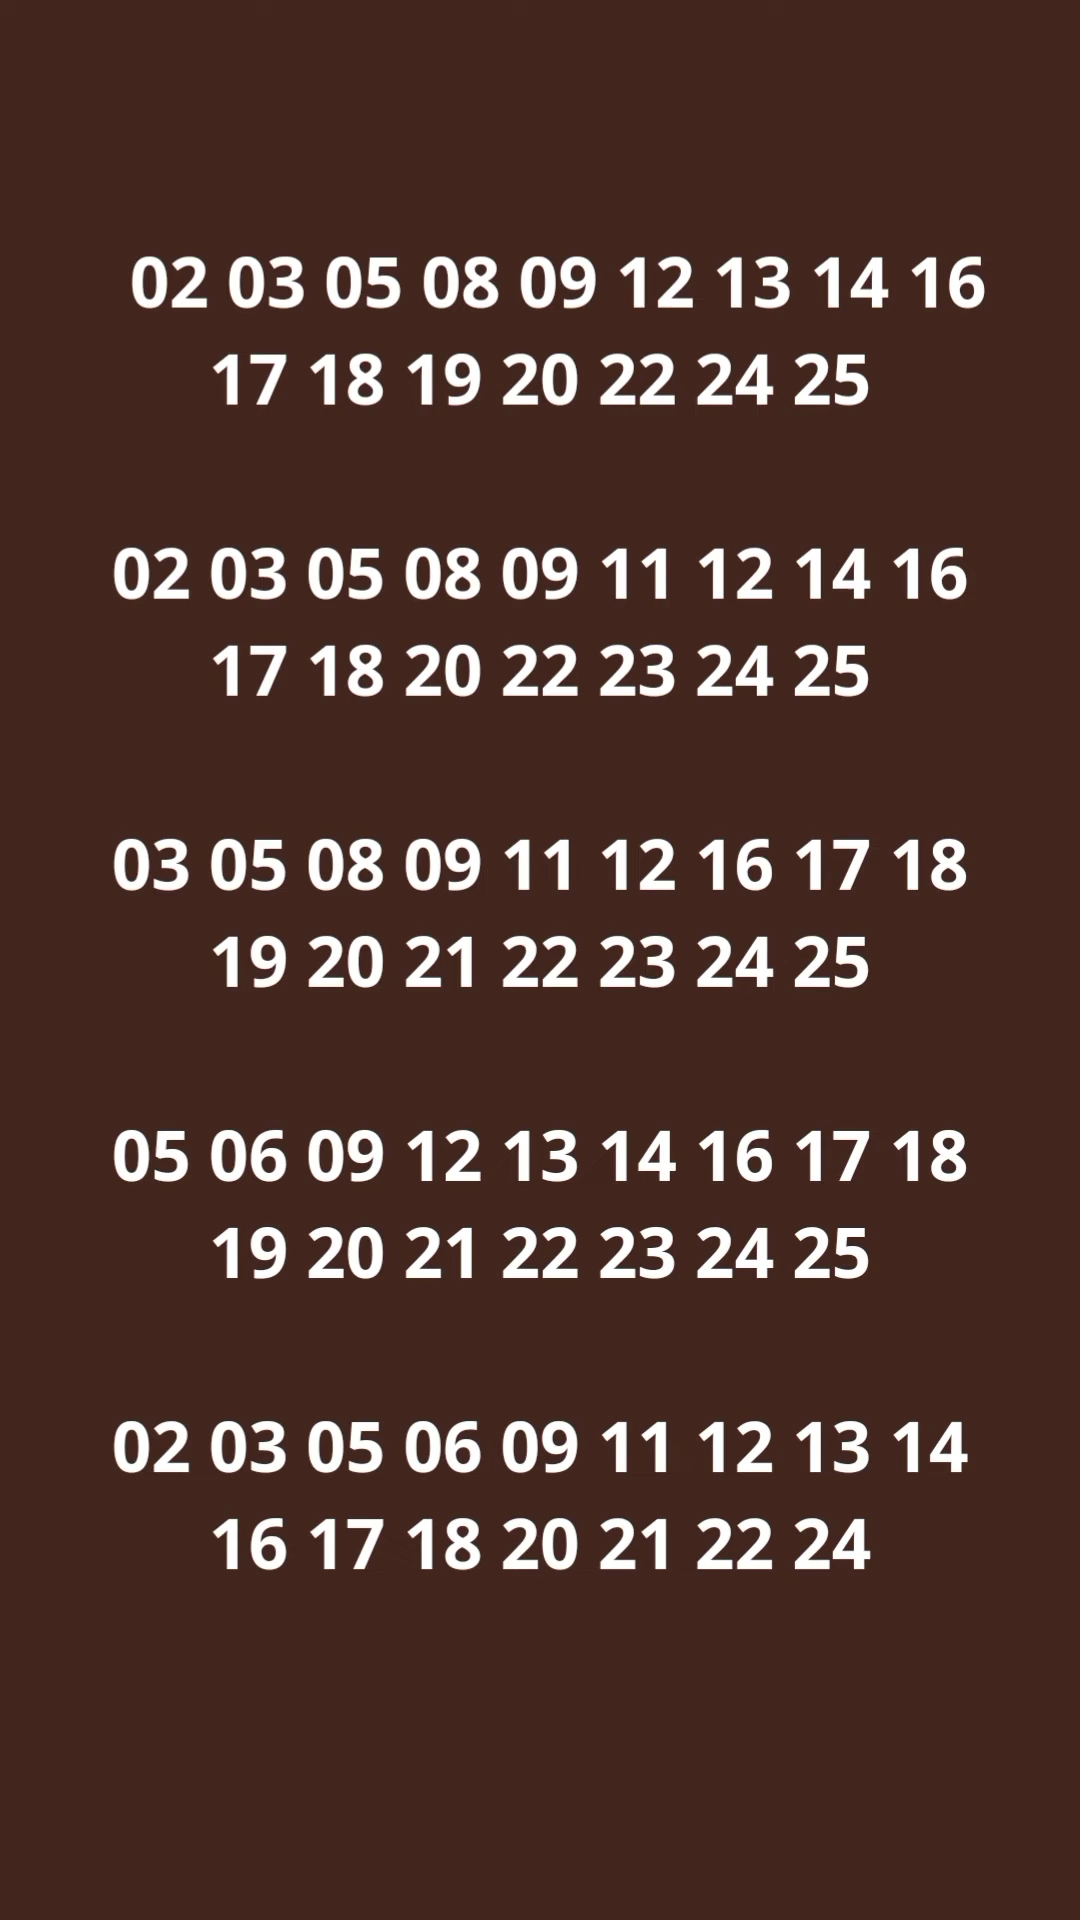 02 03 05 08 09 12 13 14 16
17 18 19 20 22 24 25
02 03 05 08 09 11 12 14 16
17 18 20 22 23 24 25
03 05 08 09 11 12 16 17 18
19 20 21 22 23 24 25
05 06 09 12 13 14 16 17 18
19 20 21 22 23 24 25
02 03 05 06 09 11 12 13 14
16 17 18 20 21 22 24